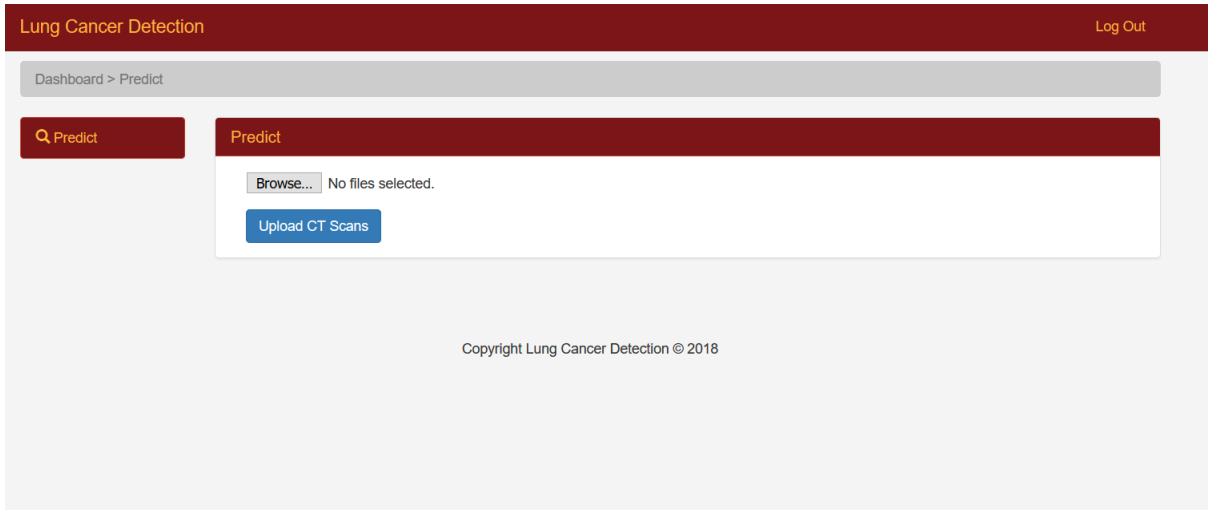 Lung Cancer Detection
Log Out
Dashboard > Predict
Predict
Predict
Browse... No files selected.
Upload CT Scans
Copyright Lung Cancer Detection © 2018